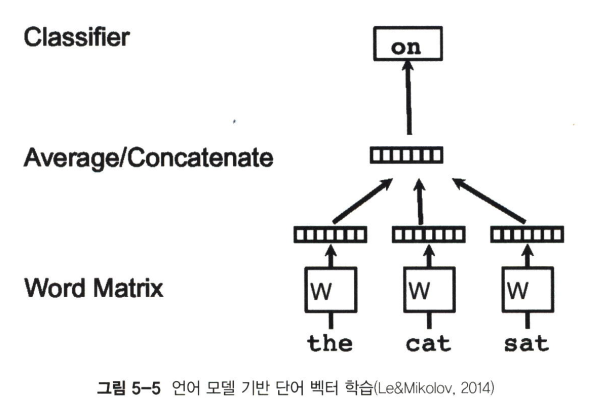 Classifier
on
Average/Concatenate
Word Matrix
W W W
the cat sat
그림 5-5 언어 모델 기반 단어 벡터 학습(Le&Mikolov, 2014)